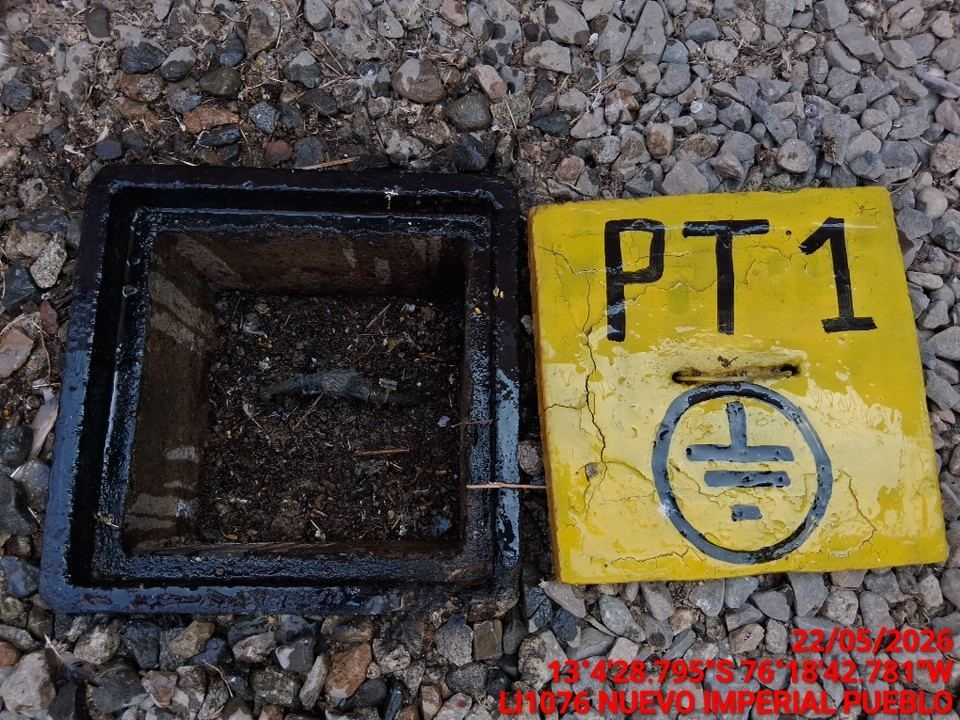 PT1
22/05/2026
13°4'28.795"S 76°18'42.781"W
LI1076 NUEVO IMPERIAL PUEBLO